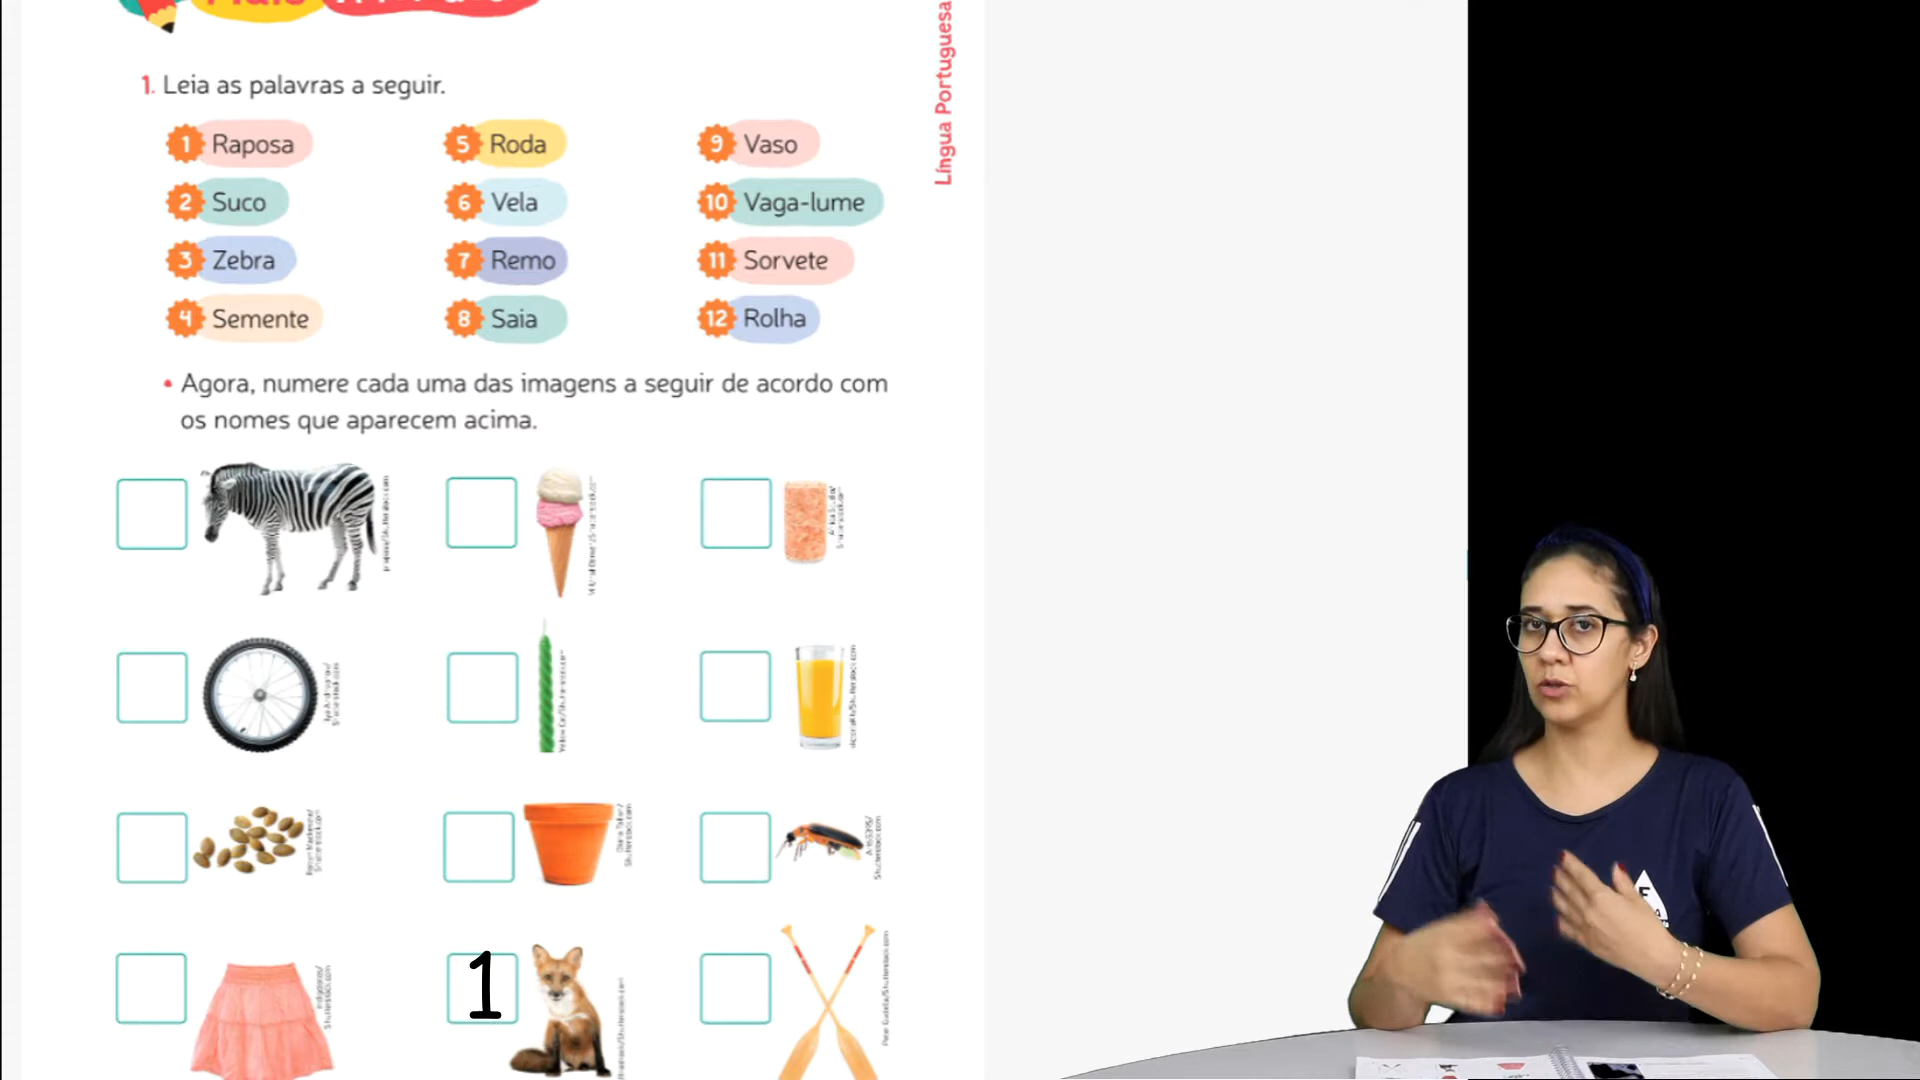 Mais
Língua Portuguesa
1. Leia as palavras a seguir.
1 Raposa
2 Suco
3 Zebra
4 Semente
5 Roda
6 Vela
7 Remo
8 Saia
9 Vaso
10 Vaga-lume
11 Sorvete
12 Rolha
• Agora, numere cada uma das imagens a seguir de acordo com
os nomes que aparecem acima.
1